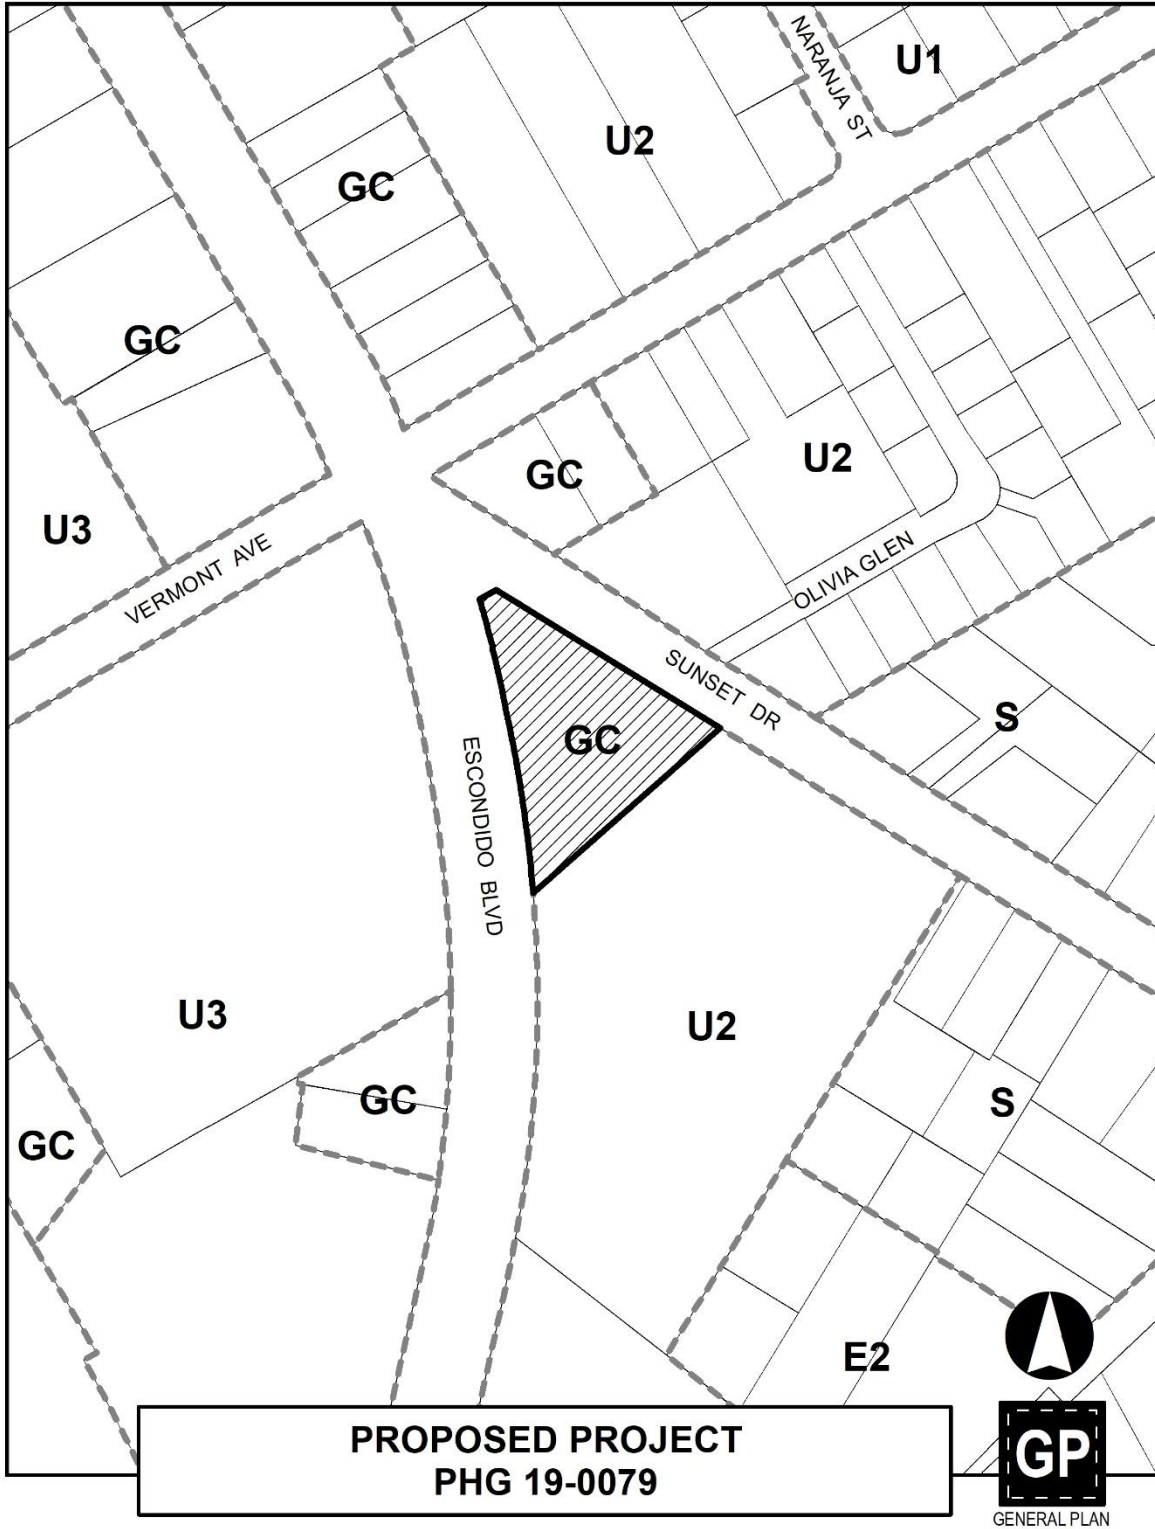 NARANJA ST
U1
U2
GC
GC
U2
GC
U3
VERMONT AVE
OLIVIA GLEN
SUNSET DR
S
GC
ESCONDIDO BLVD
U3
U2
GC
S
GC
E2
PROPOSED PROJECT
PHG 19-0079
GP
GENERAL PLAN